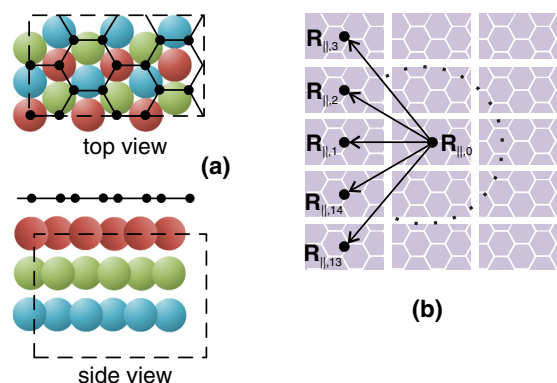 top view
(a)
side view
R||,3
R||,2
R||,1
R||,0
R||,14
R||,13
(b)